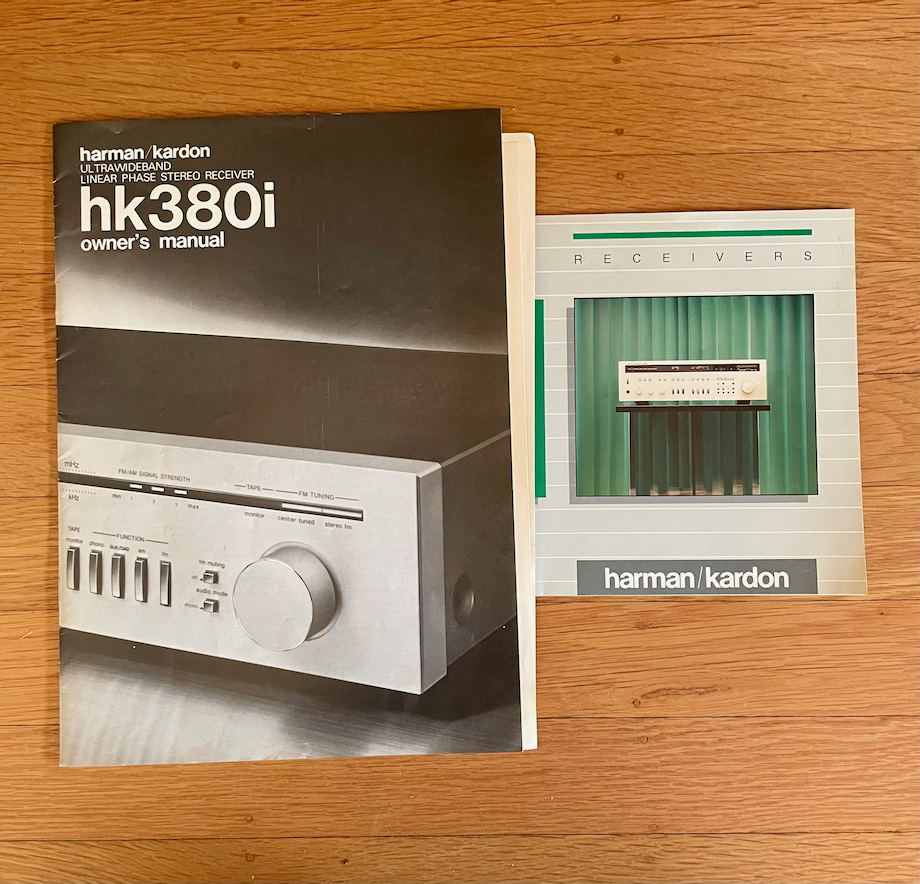 harman/kardon
ULTRAWIDEBAND
LINEAR PHASE STEREO RECEIVER
hk380i
owner's manual
mHz
kHz
FM/AM SIGNAL STRENGTH
min
max
TAPE
FM TUNING
monitor
center tuned
stereo fm
TAPE
FUNCTION
monitor
phono
am
fm
fm muting
off
audio mode
mono
RECEIVERS
harman/kardon